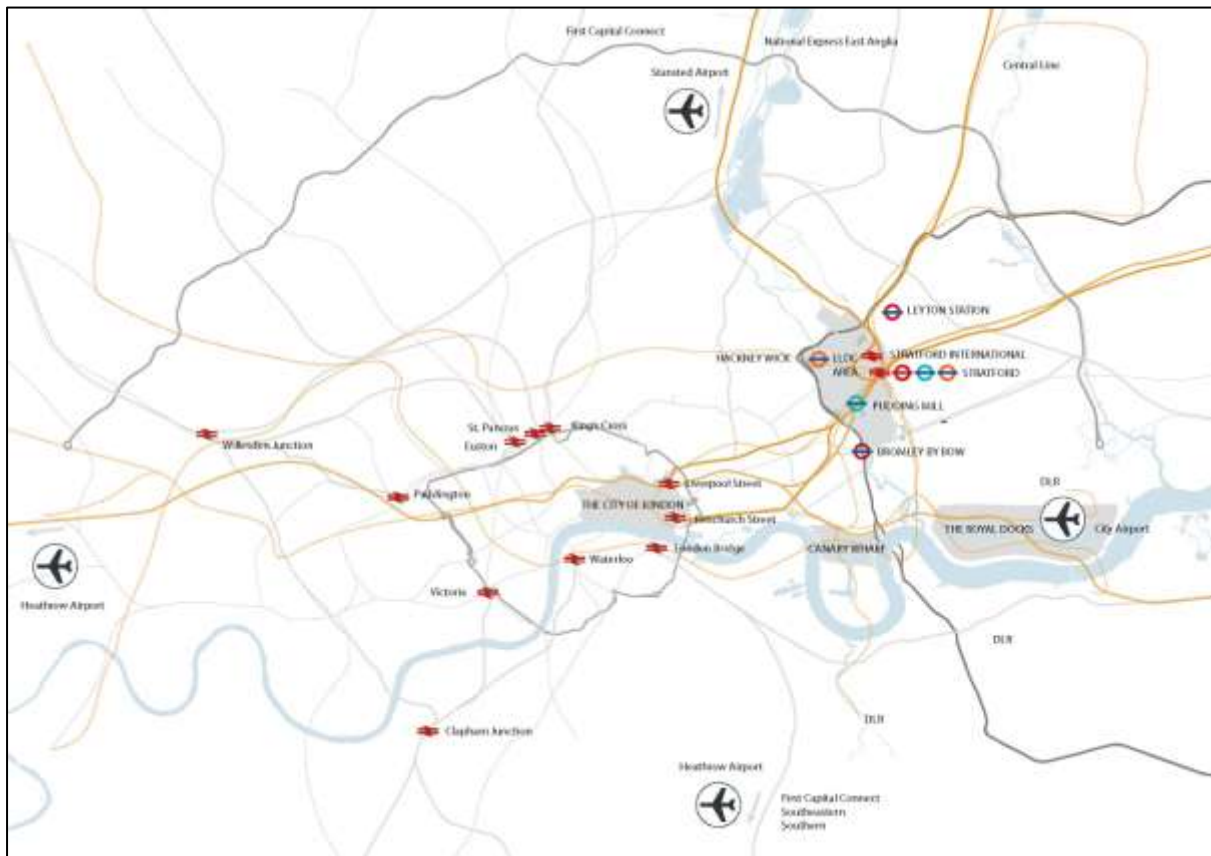 First Capital Connect
National Express East Anglia
Stansted Airport
Central Line
LEYTON STATION
HACKNEY WICK
LLDC
AREA
STRATFORD INTERNATIONAL
STRATFORD
PUDDING MILL
St. Pancras
Kings Cross
Euston
Willesden Junction
BROMLEY BY BOW
Liverpool Street
DLR
Paddington
THE CITY OF LONDON
Fenchurch Street
THE ROYAL DOCKS
City Airport
London Bridge
CANARY WHARF
Waterloo
Victoria
Heathrow Airport
DLR
DLR
Clapham Junction
Heathrow Airport
First Capital Connect
Southeastern
Southern